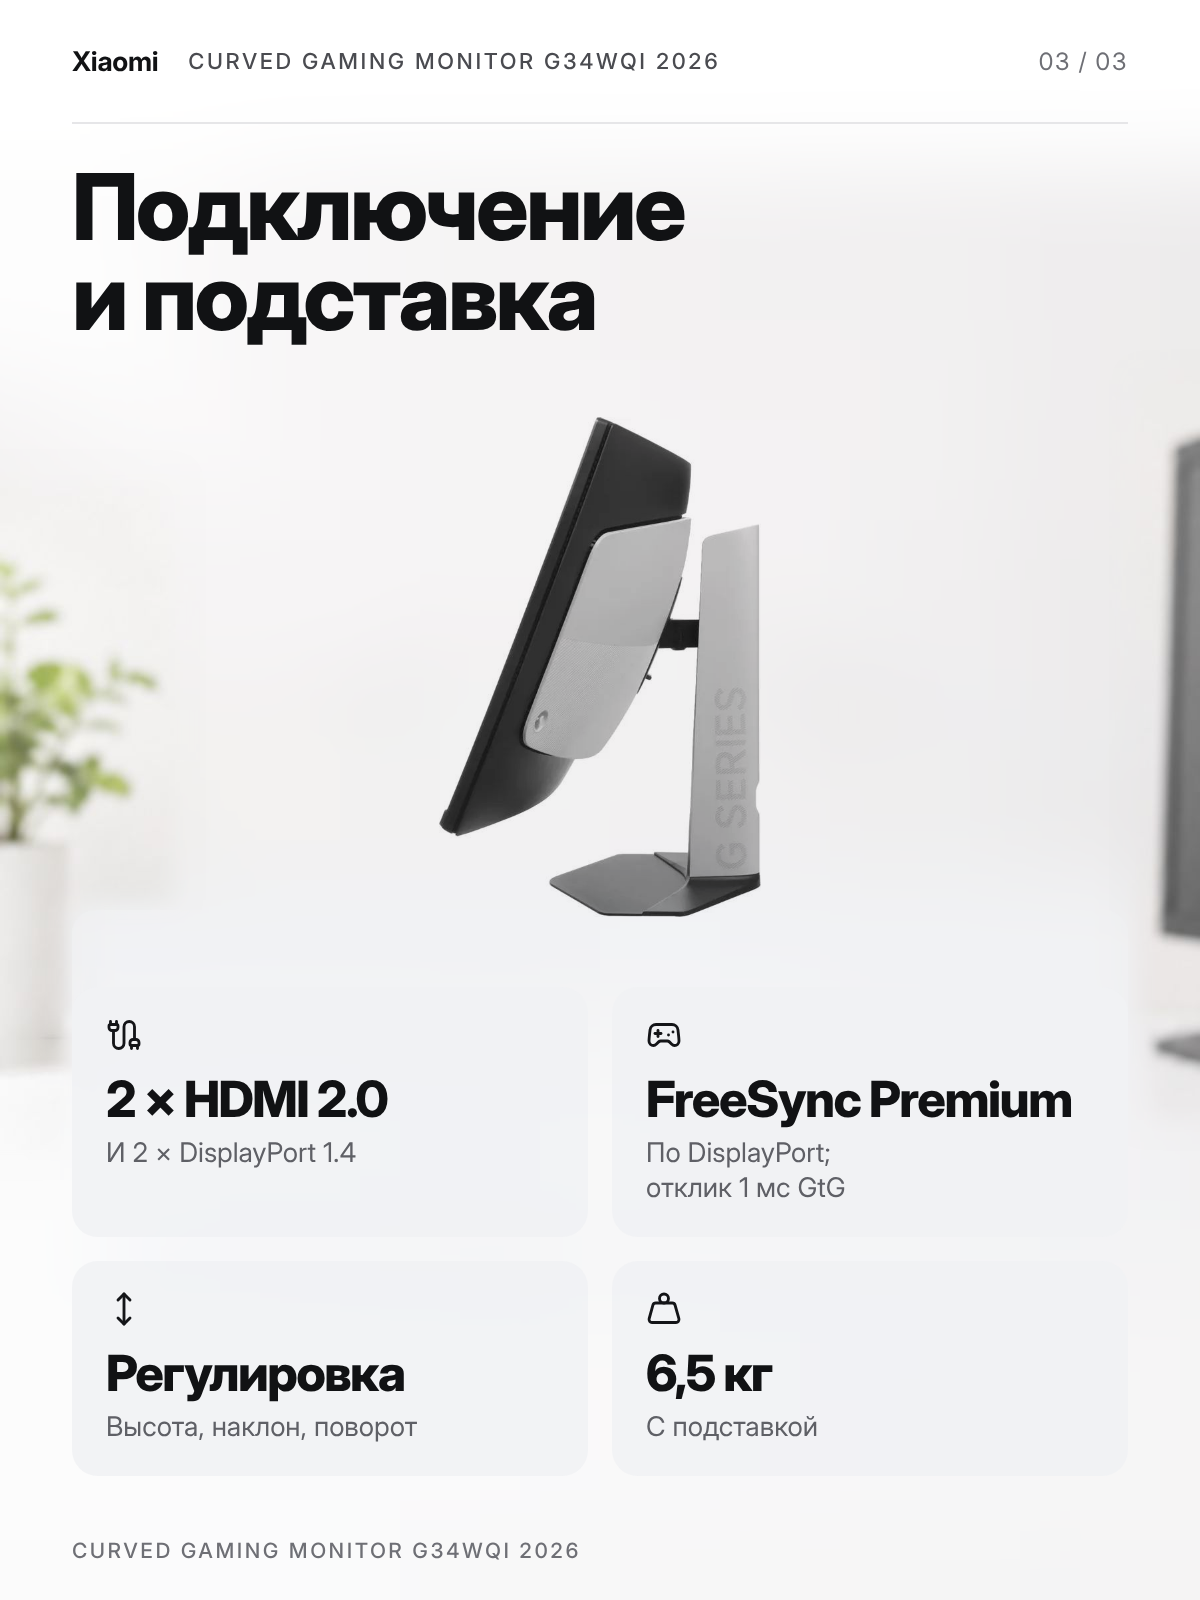 Xiaomi CURVED GAMING MONITOR G34WQI 2026 03 / 03
Подключение
и подставка
G SERIES
2 × HDMI 2.0
И 2 × DisplayPort 1.4
FreeSync Premium
По DisplayPort;
отклик 1 мс GtG
Регулировка
Высота, наклон, поворот
6,5 кг
С подставкой
CURVED GAMING MONITOR G34WQI 2026